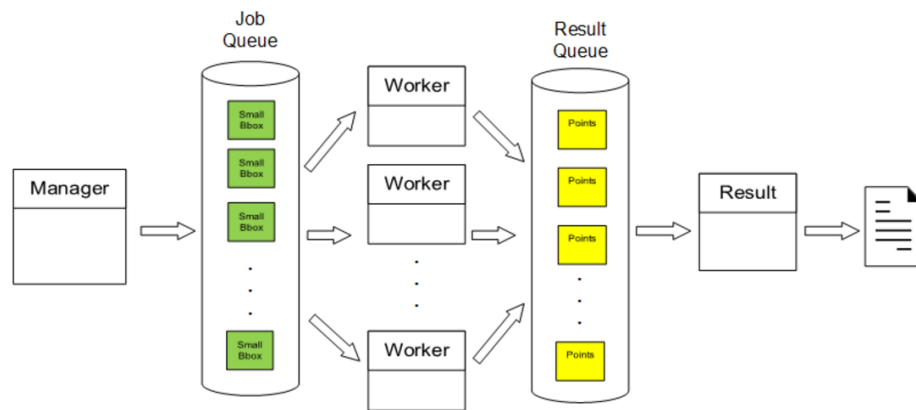 Job
Queue
Result
Queue
Manager
Small
Bbox
Small
Bbox
Small
Bbox
Small
Bbox
Worker
Worker
Worker
Points
Points
Points
Points
Result